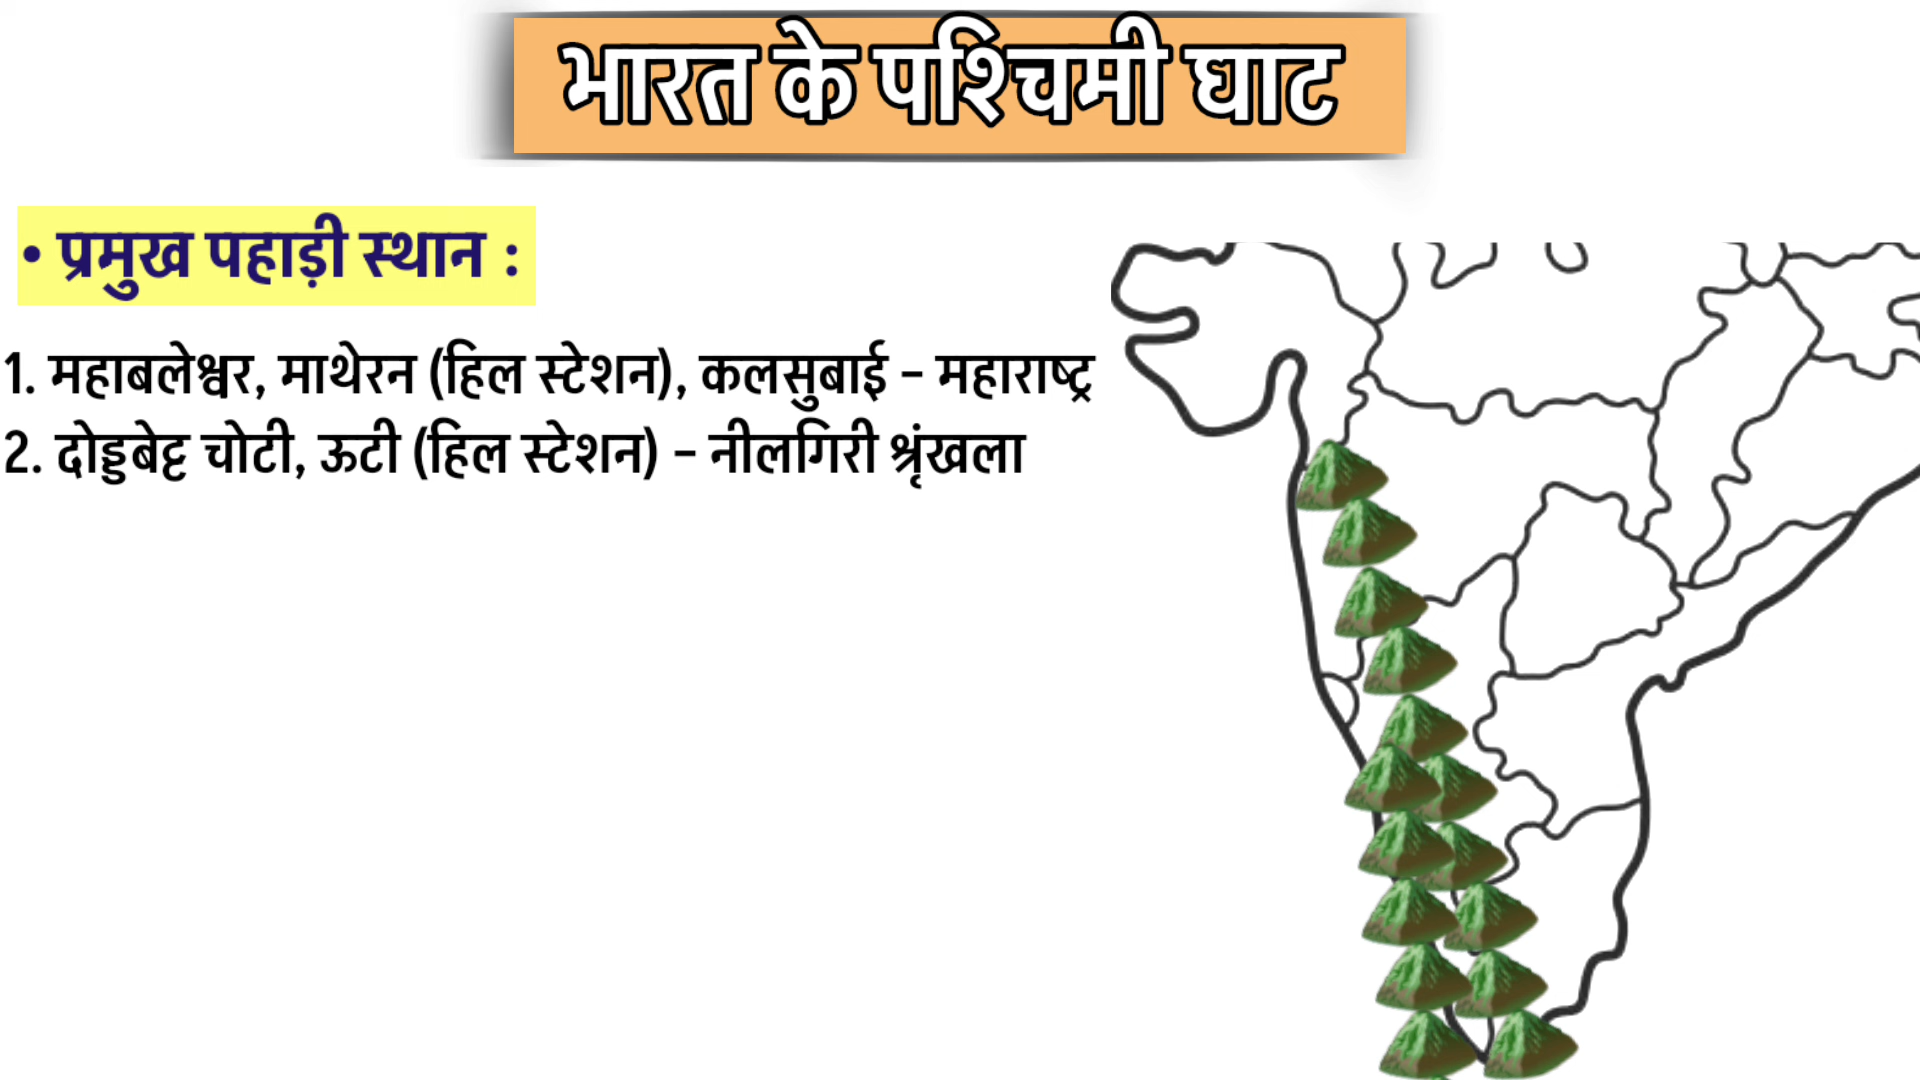 भारत के पश्चिमी घाट
• प्रमुख पहाड़ी स्थान :
1. महाबलेश्वर, माथेरन (हिल स्टेशन), कलसुबाई – महाराष्ट्र
2. दोड्डबेट्ट चोटी, ऊटी (हिल स्टेशन) – नीलगिरी श्रृंखला